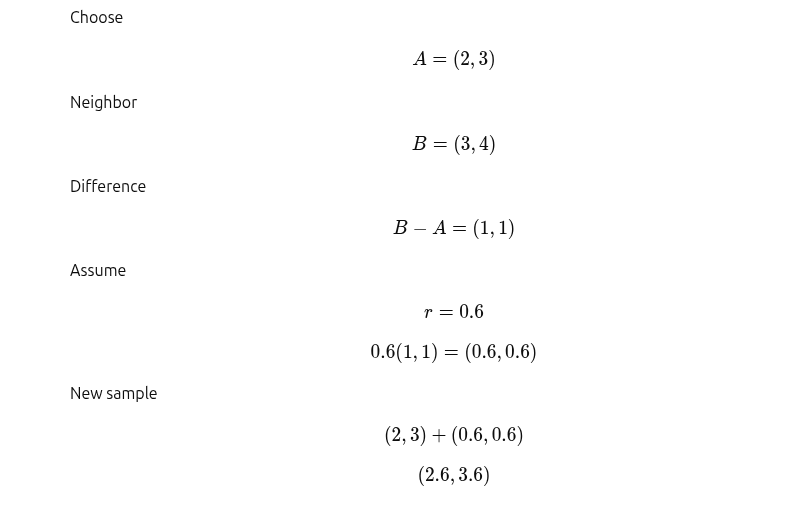 Choose
A = (2, 3)
Neighbor
B = (3, 4)
Difference
B − A = (1, 1)
Assume
r = 0.6
0.6(1, 1) = (0.6, 0.6)
New sample
(2, 3) + (0.6, 0.6)
(2.6, 3.6)